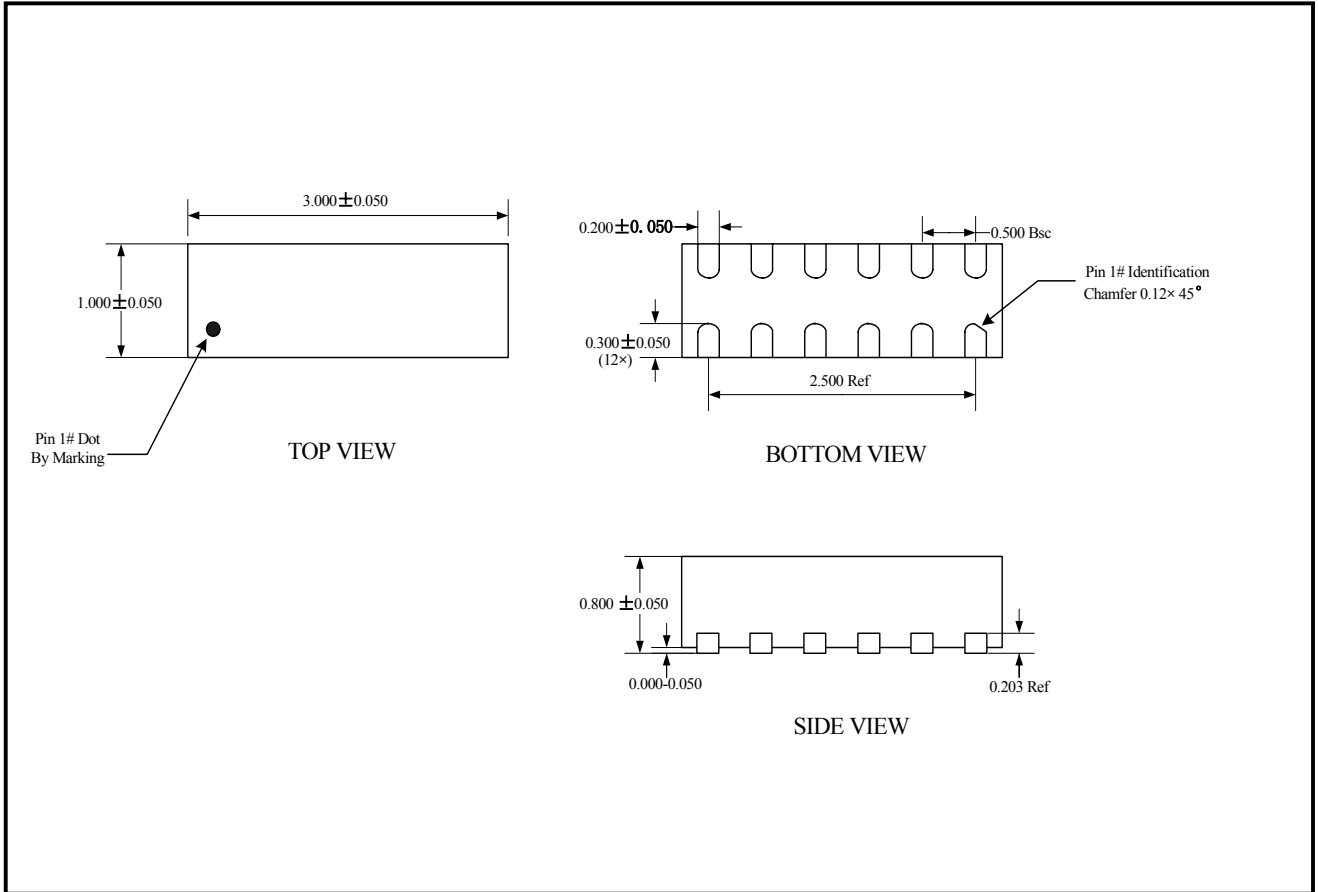 3.000±0.050
1.000±0.050
Pin 1# Dot
By Marking
TOP VIEW
0.200±0.050
0.500 Bsc
Pin 1# Identification
Chamfer 0.12× 45°
0.300±0.050
(12×)
2.500 Ref
BOTTOM VIEW
0.800 ±0.050
0.000-0.050
0.203 Ref
SIDE VIEW